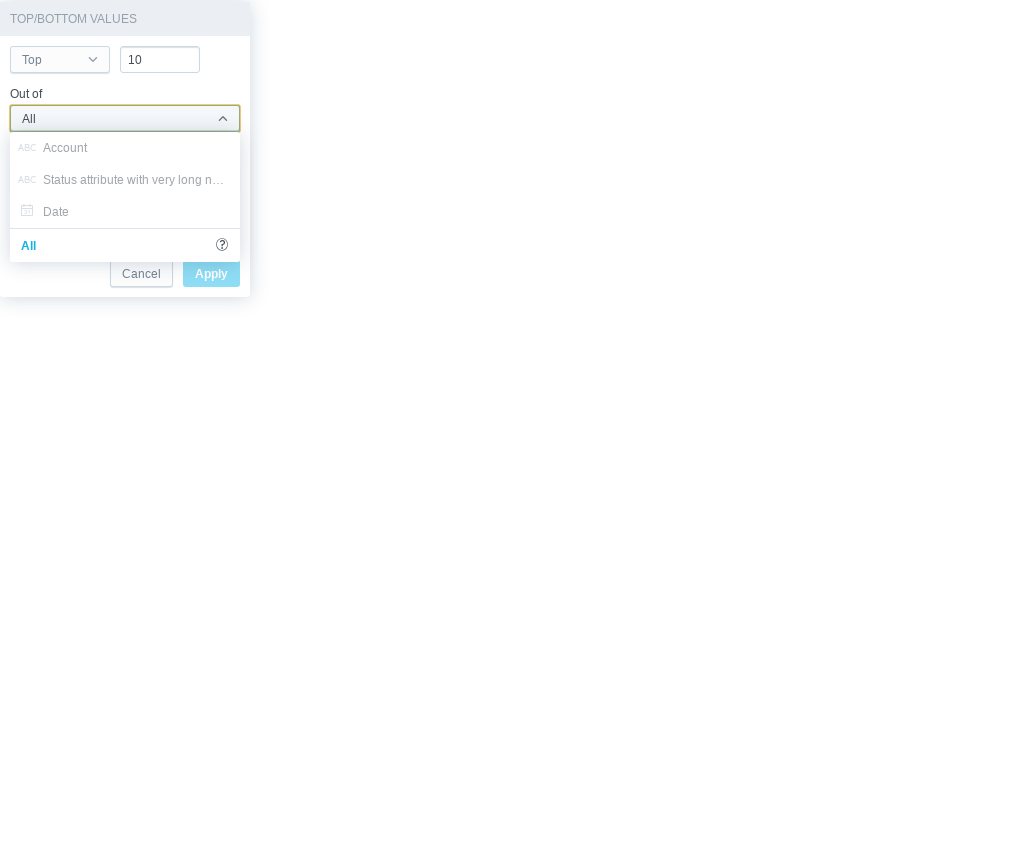 TOP/BOTTOM VALUES
Top
10
Out of
All
ABC Account
ABC Status attribute with very long n…
Date
All
Cancel Apply